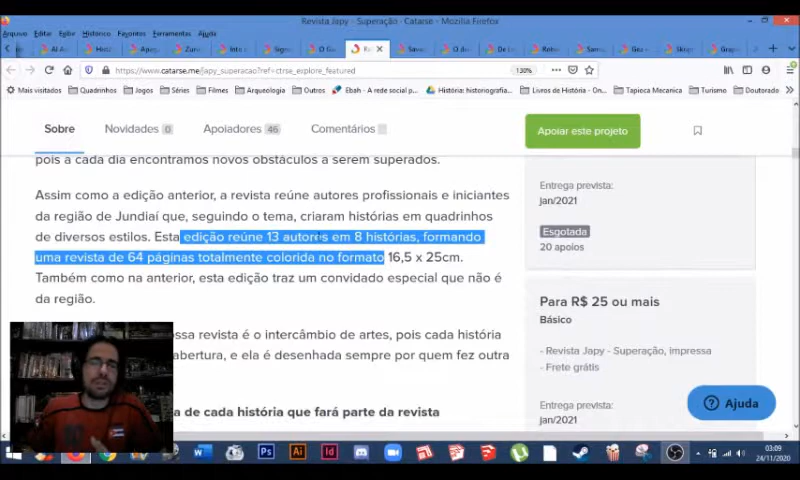 Revista Japy - Superação · Catarse - Mozilla Firefox
Arquivo Editar Exibir Histórico Favoritos Ferramentas Ajuda
https://www.catarse.me/japy_superacao?ref=ctrse_explore_featured
130%
Mais visitados Quadrinhos Jogos Séries Filmes Arqueologia Outros Ebah - A rede social p... História: historiografia... Livros de História - On... Tapioca Mecanica Turismo Doutorado
Sobre Novidades 0 Apoiadores 46 Comentários
Apoiar este projeto
pois a cada dia encontramos novos obstáculos a serem superados.
Assim como a edição anterior, a revista reúne autores profissionais e iniciantes
da região de Jundiaí que, seguindo o tema, criaram histórias em quadrinhos
de diversos estilos. Esta edição reúne 13 autores em 8 histórias, formando
uma revista de 64 páginas totalmente colorida no formato 16,5 x 25cm.
Também como na anterior, esta edição traz um convidado especial que não é
da região.
ossa revista é o intercâmbio de artes, pois cada história
abertura, e ela é desenhada sempre por quem fez outra
a de cada história que fará parte da revista
Entrega prevista:
jan/2021
Esgotada
20 apoios
Para R$ 25 ou mais
Básico
- Revista Japy - Superação, impressa
- Frete grátis
Entrega prevista:
jan/2021
Ajuda
03:09
24/11/2020